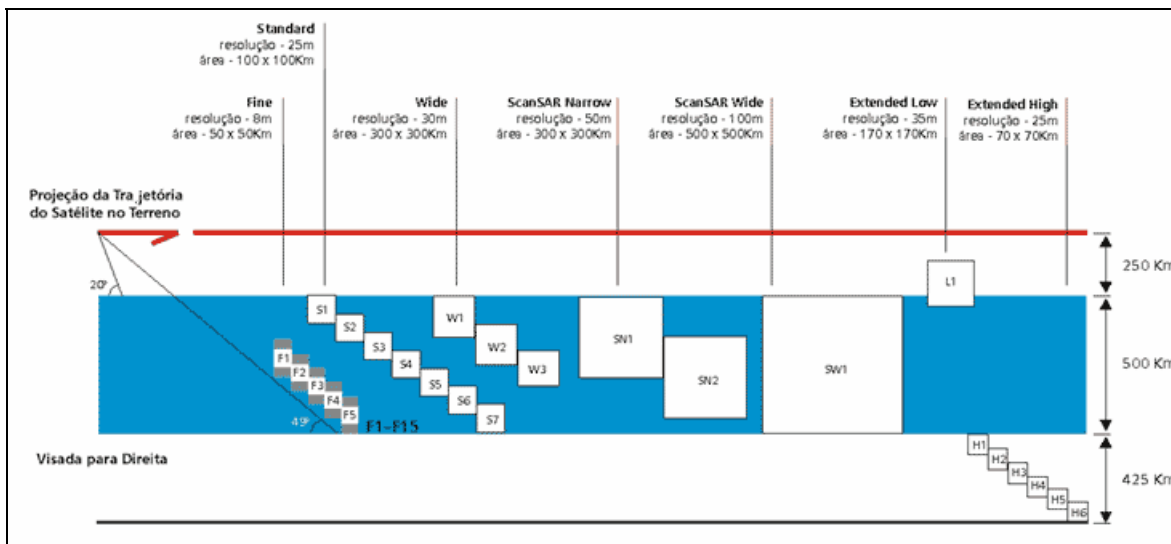 Standard
resolução - 25m
área - 100 x 100Km
Fine
resolução - 8m
área - 50 x 50Km
Wide
resolução - 30m
área - 300 x 300Km
ScanSAR Narrow
resolução - 50m
área - 300 x 300Km
ScanSAR Wide
resolução - 100m
área - 500 x 500Km
Extended Low
resolução - 35m
área - 170 x 170Km
Extended High
resolução - 25m
área - 70 x 70Km
Projeção da Trajetória
do Satélite no Terreno
20º
250 Km
L1
S1
S2
S3
S4
S5
S6
S7
W1
W2
W3
SN1
SN2
SW1
F1
F2
F3
F4
F5
49º
F1-F15
500 Km
H1
H2
H3
H4
H5
H6
Visada para Direita
425 Km